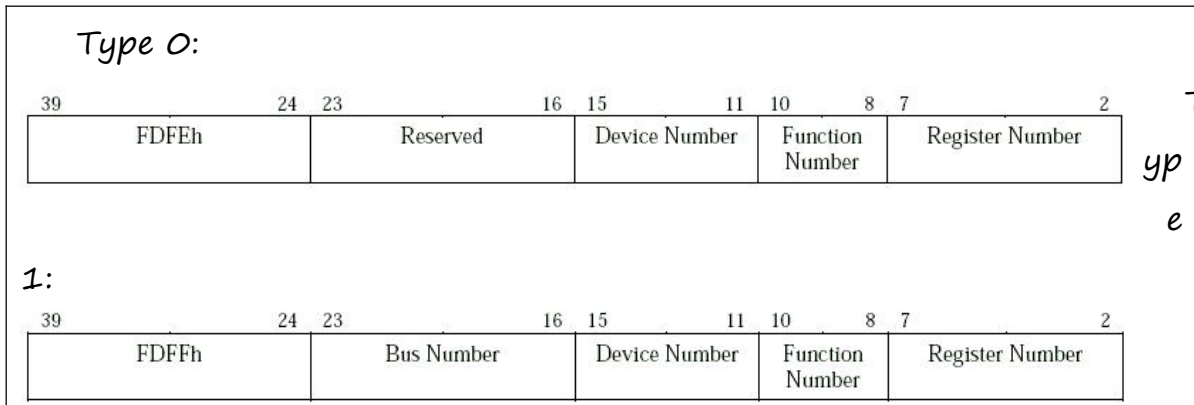 Type 0:
39 24 23 16 15 11 10 8 7 2
FDFEh Reserved Device Number Function Number Register Number
T
yp
e
1:
39 24 23 16 15 11 10 8 7 2
FDFFh Bus Number Device Number Function Number Register Number